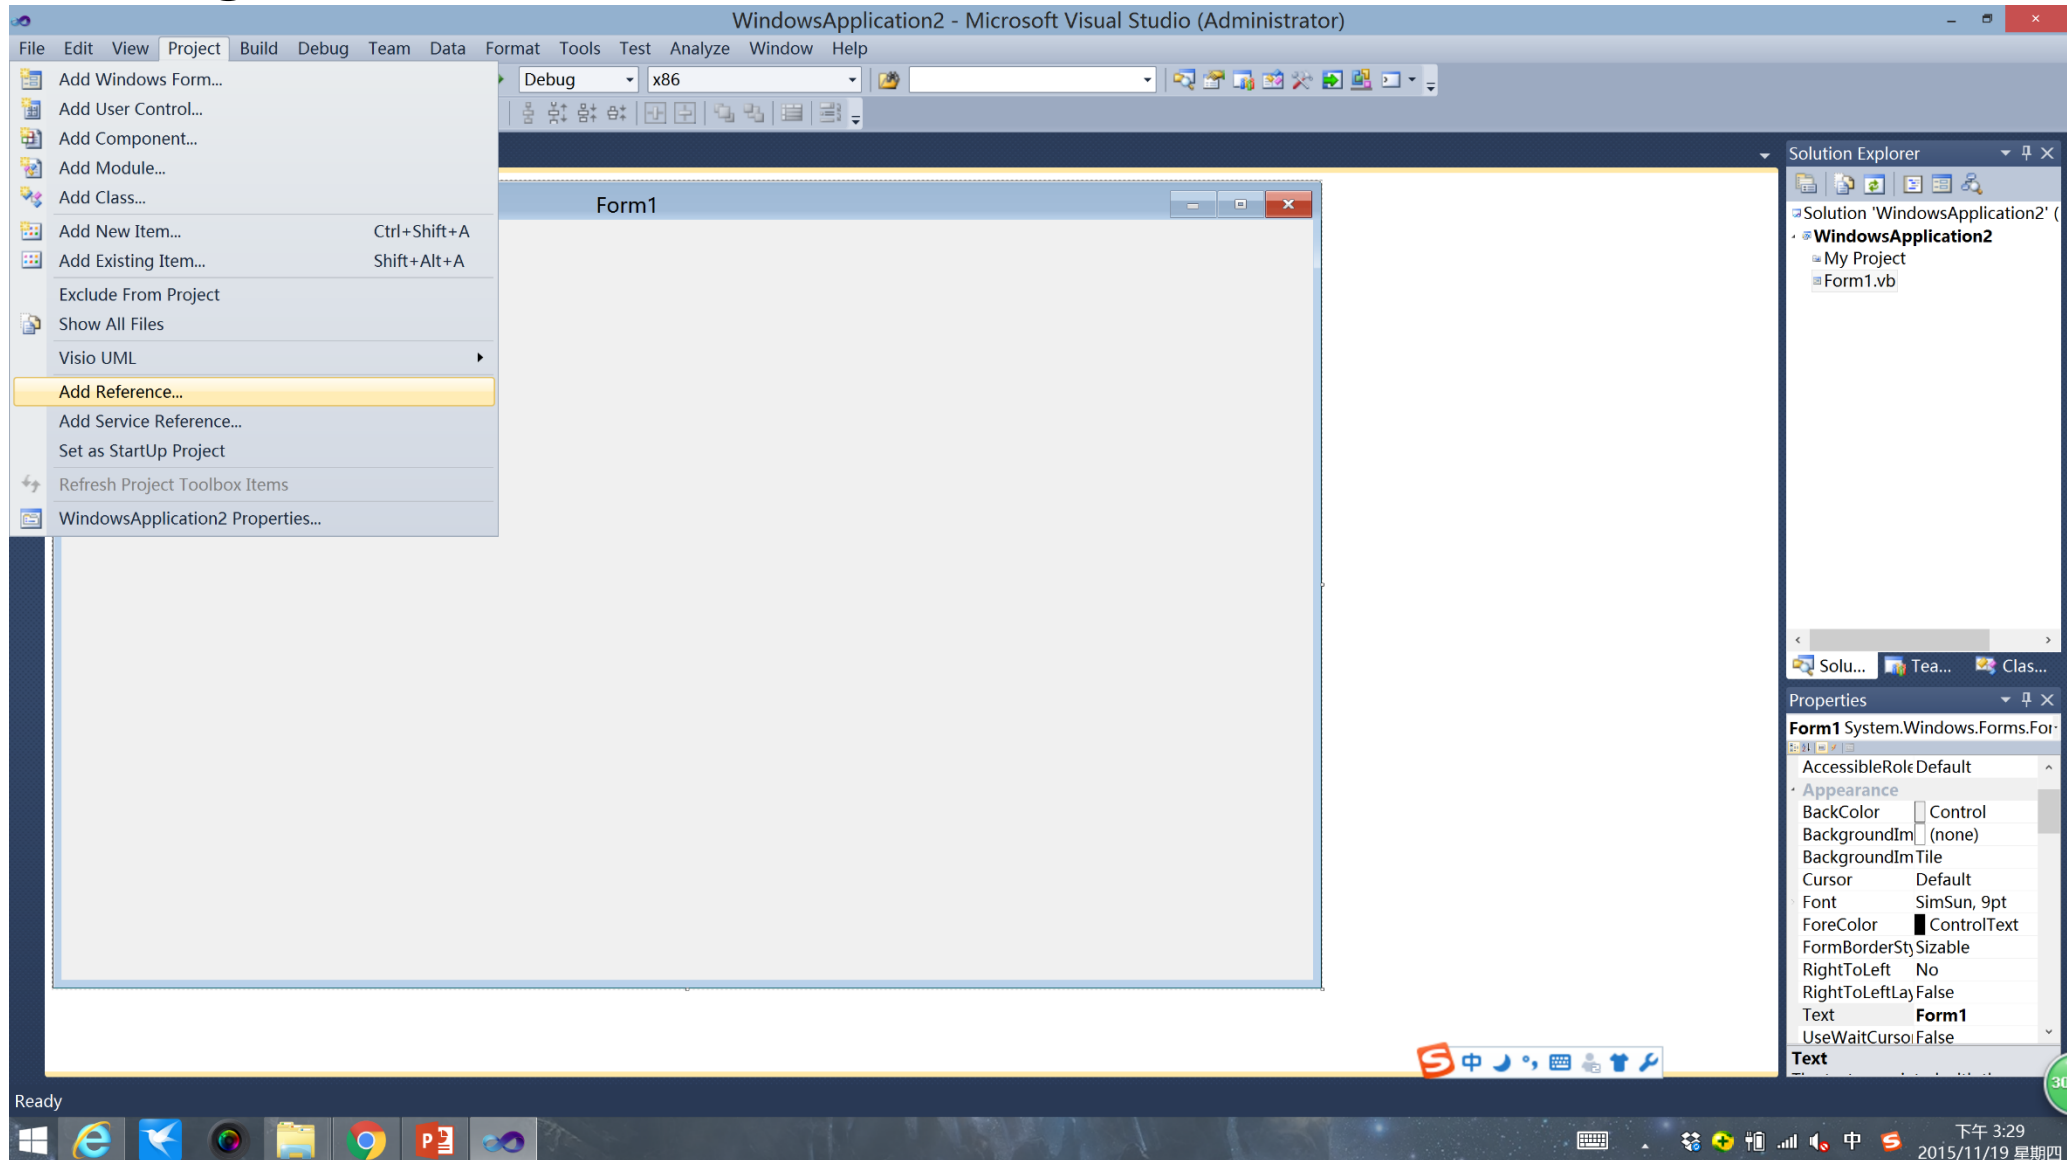 WindowsApplication2 - Microsoft Visual Studio (Administrator)
File Edit View Project Build Debug Team Data Format Tools Test Analyze Window Help
Debug x86
Add Windows Form...
Add User Control...
Add Component...
Add Module...
Add Class...
Add New Item... Ctrl+Shift+A
Add Existing Item... Shift+Alt+A
Exclude From Project
Show All Files
Visio UML
Add Reference...
Add Service Reference...
Set as StartUp Project
Refresh Project Toolbox Items
WindowsApplication2 Properties...
Form1
Solution Explorer
Solution 'WindowsApplication2' (
WindowsApplication2
My Project
Form1.vb
Solu... Tea... Clas...
Properties
Form1 System.Windows.Forms.For
AccessibleRole Default
Appearance
BackColor Control
BackgroundIm (none)
BackgroundIm Tile
Cursor Default
Font SimSun, 9pt
ForeColor ControlText
FormBorderSty Sizable
RightToLeft No
RightToLeftLay False
Text Form1
UseWaitCursor False
Text
中
30
Ready
中
下午 3:29
2015/11/19 星期四